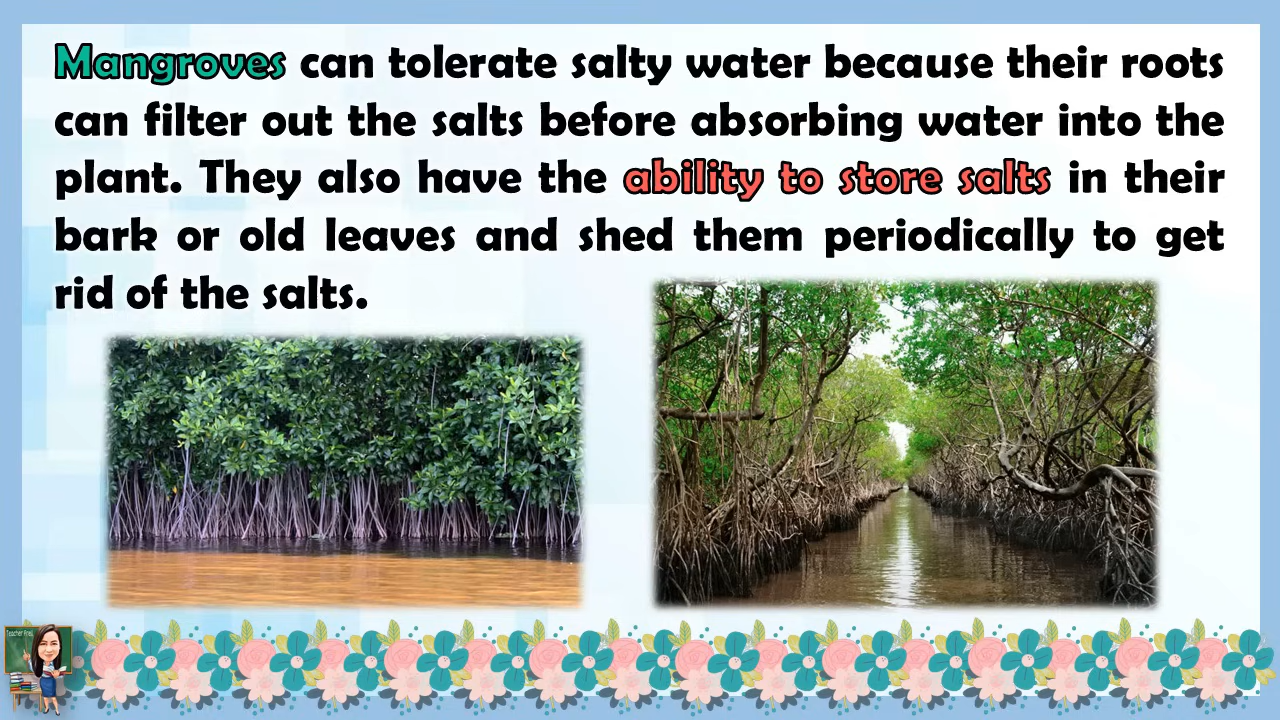 Mangroves can tolerate salty water because their roots
can filter out the salts before absorbing water into the
plant. They also have the ability to store salts in their
bark or old leaves and shed them periodically to get
rid of the salts.